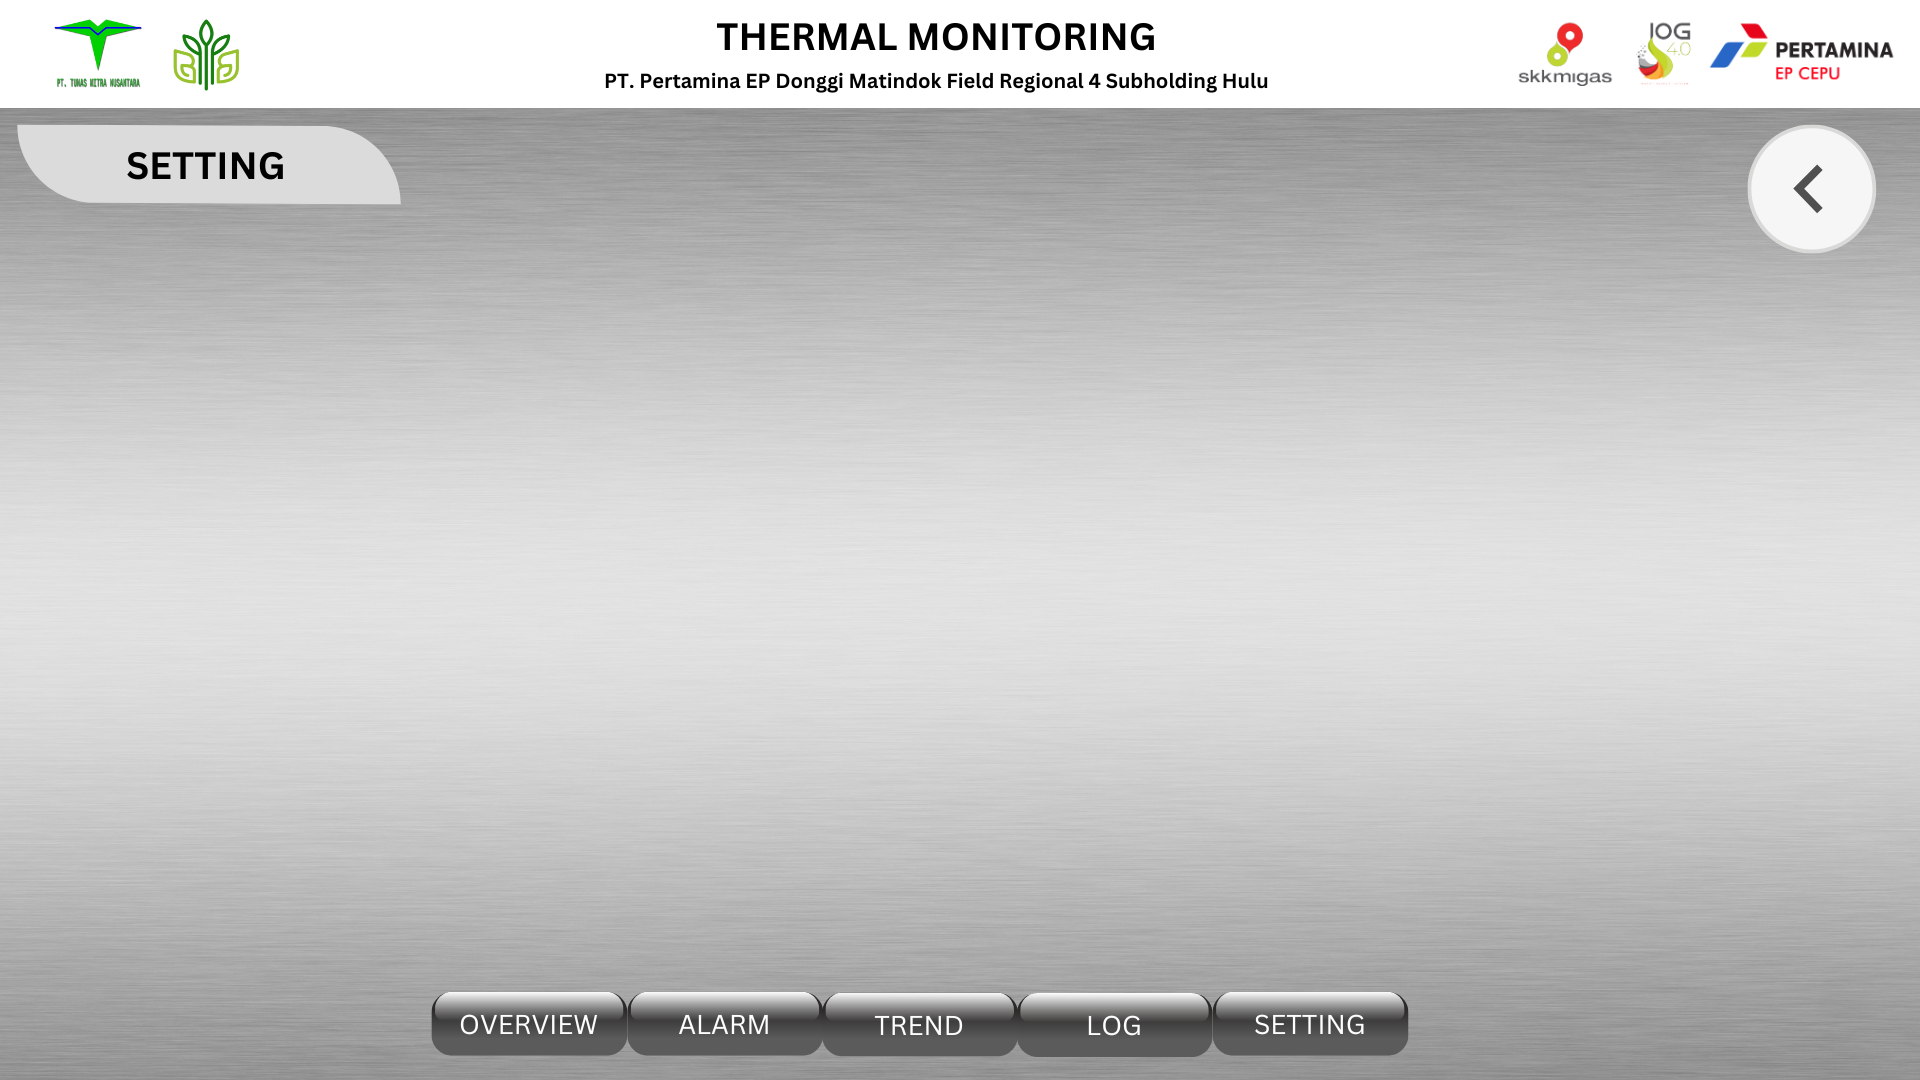 THERMAL MONITORING
PT. Pertamina EP Donggi Matindok Field Regional 4 Subholding Hulu
PT. TUNAS MITRA NUSANTARA
skkmigas
IOG
4.0
PERTAMINA
EP CEPU
SETTING
OVERVIEW
ALARM
TREND
LOG
SETTING